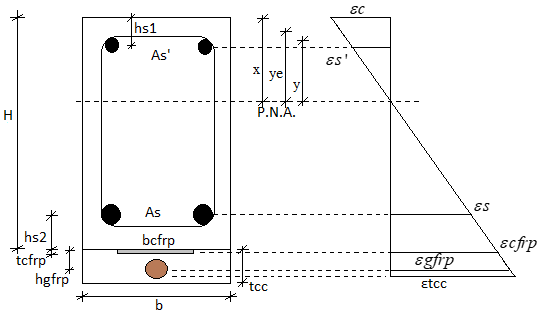 hs1
εc
As'
εs'
x
ye
y
P.N.A.
H
As
εs
hs2
bcfrp
εcfrp
tcfrp
εgfrp
hgfrp
tcc
εtcc
b